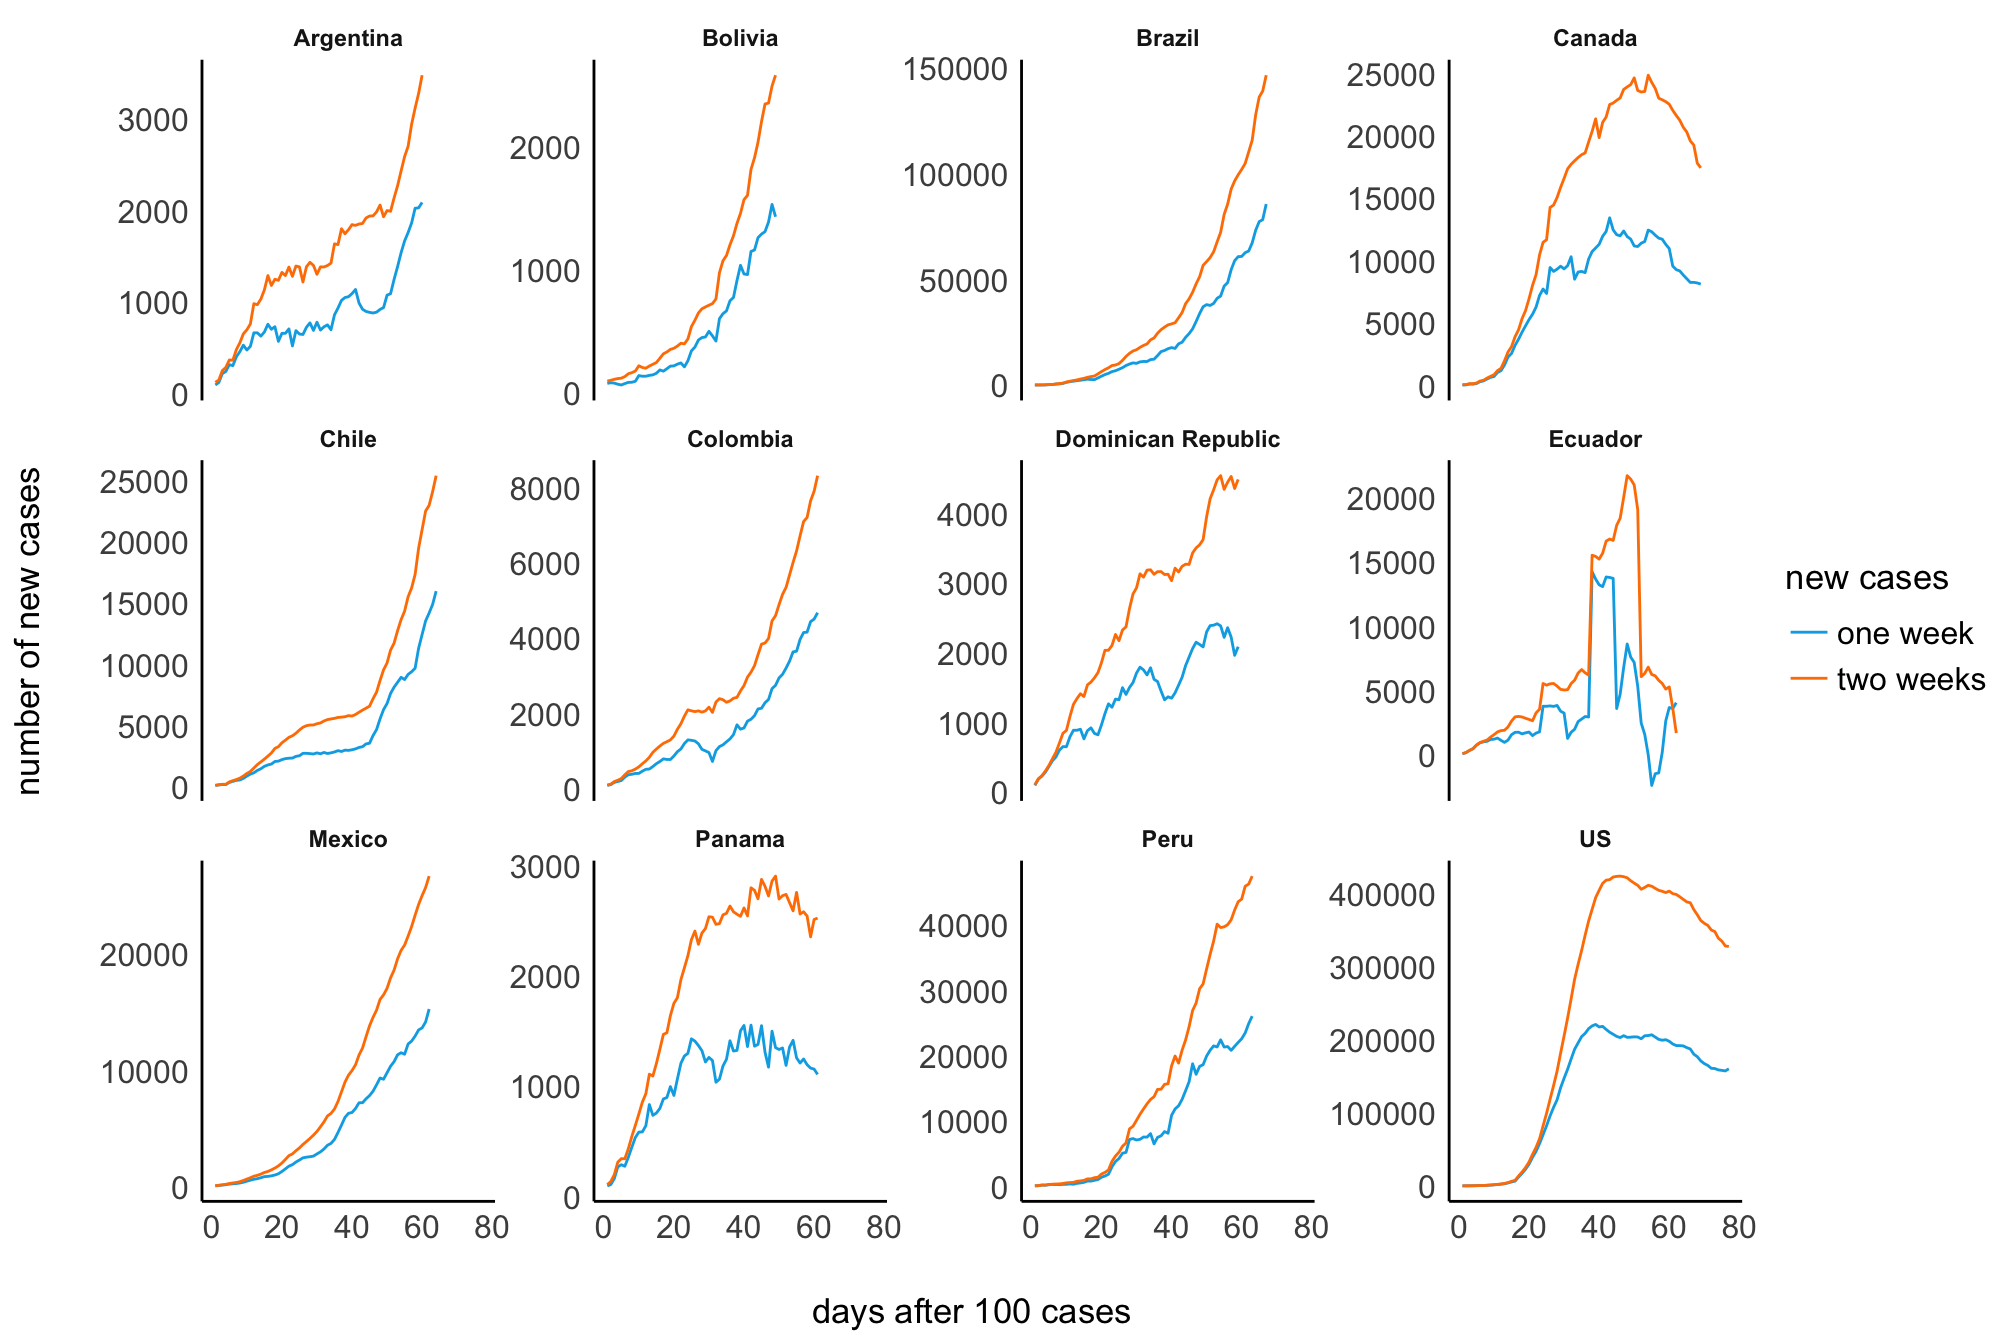 Argentina
Bolivia
Brazil
Canada
3000
2000
1000
0
2000
1000
0
150000
100000
50000
0
25000
20000
15000
10000
5000
0
Chile
Colombia
Dominican Republic
Ecuador
25000
20000
15000
10000
5000
0
8000
6000
4000
2000
0
4000
3000
2000
1000
0
20000
15000
10000
5000
0
number of new cases
new cases
one week
two weeks
Mexico
Panama
Peru
US
20000
10000
0
3000
2000
1000
0
40000
30000
20000
10000
0
400000
300000
200000
100000
0
0 20 40 60 80
0 20 40 60 80
0 20 40 60 80
0 20 40 60 80
days after 100 cases